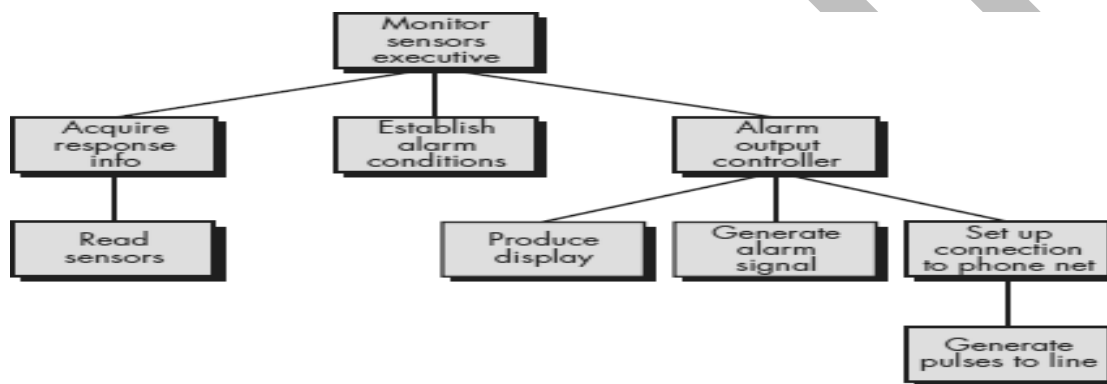 Monitor
sensors
executive
Acquire
response
info
Establish
alarm
conditions
Alarm
output
controller
Read
sensors
Produce
display
Generate
alarm
signal
Set up
connection
to phone net
Generate
pulses to line